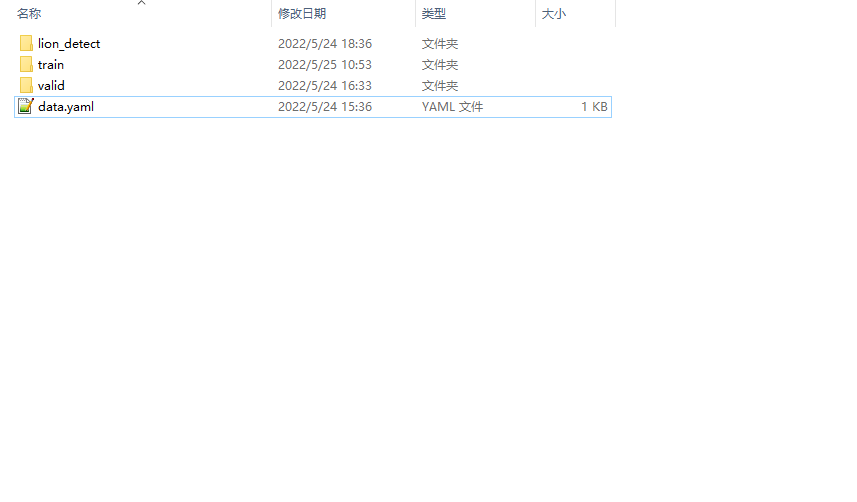 名称 修改日期 类型 大小
lion_detect 2022/5/24 18:36 文件夹
train 2022/5/25 10:53 文件夹
valid 2022/5/24 16:33 文件夹
data.yaml 2022/5/24 15:36 YAML 文件 1 KB